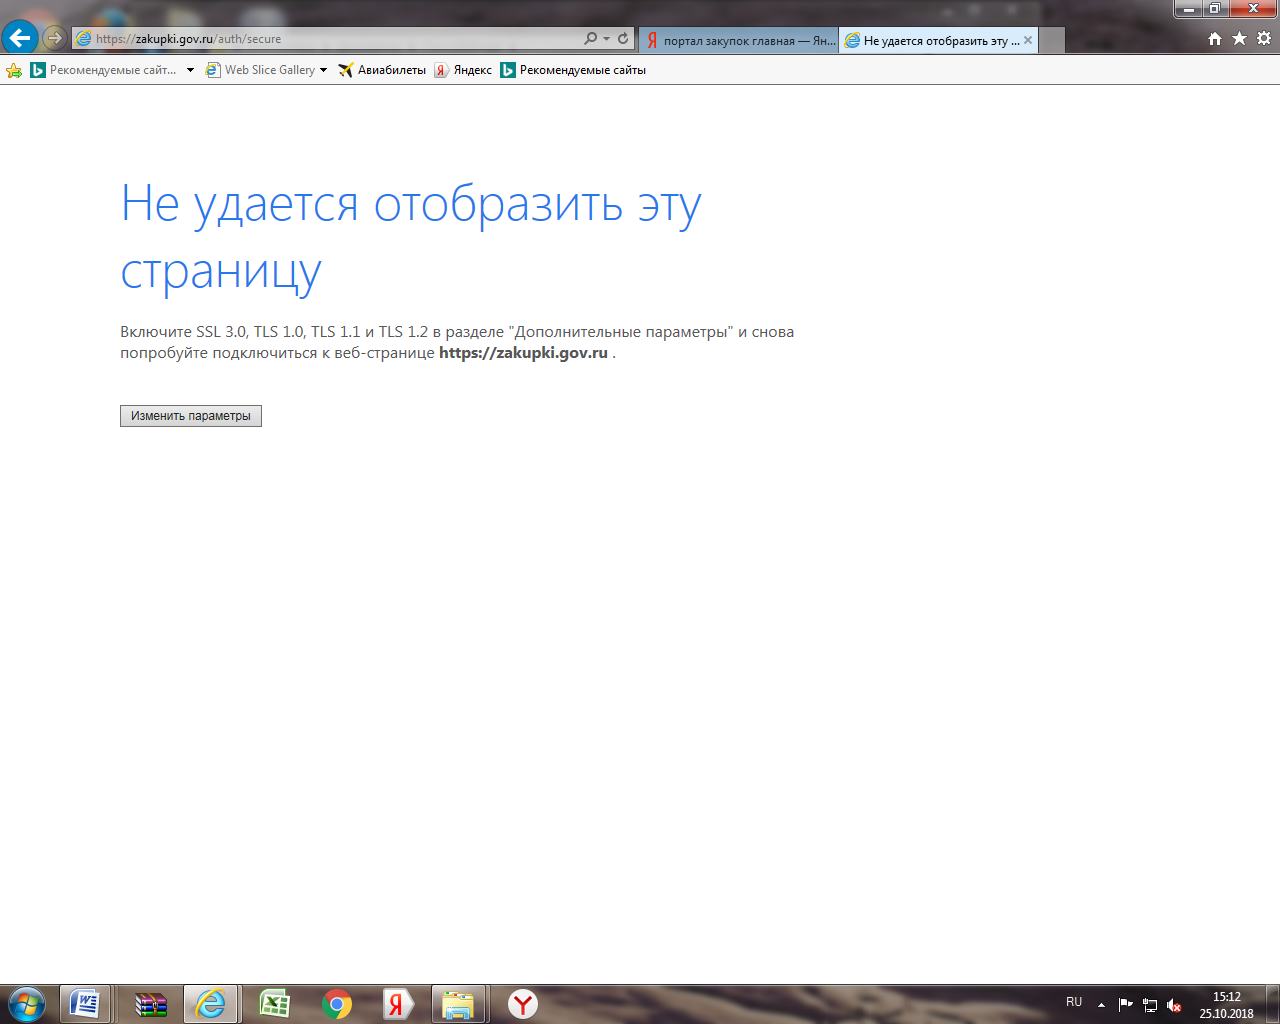 https://zakupki.gov.ru/auth/secure
портал закупок главная — Ян...
Не удается отобразить эту ...
Рекомендуемые сайт...
Web Slice Gallery
Авиабилеты
Яндекс
Рекомендуемые сайты
Не удается отобразить эту
страницу
Включите SSL 3.0, TLS 1.0, TLS 1.1 и TLS 1.2 в разделе "Дополнительные параметры" и снова
попробуйте подключиться к веб-странице https://zakupki.gov.ru .
Изменить параметры
RU
15:12
25.10.2018